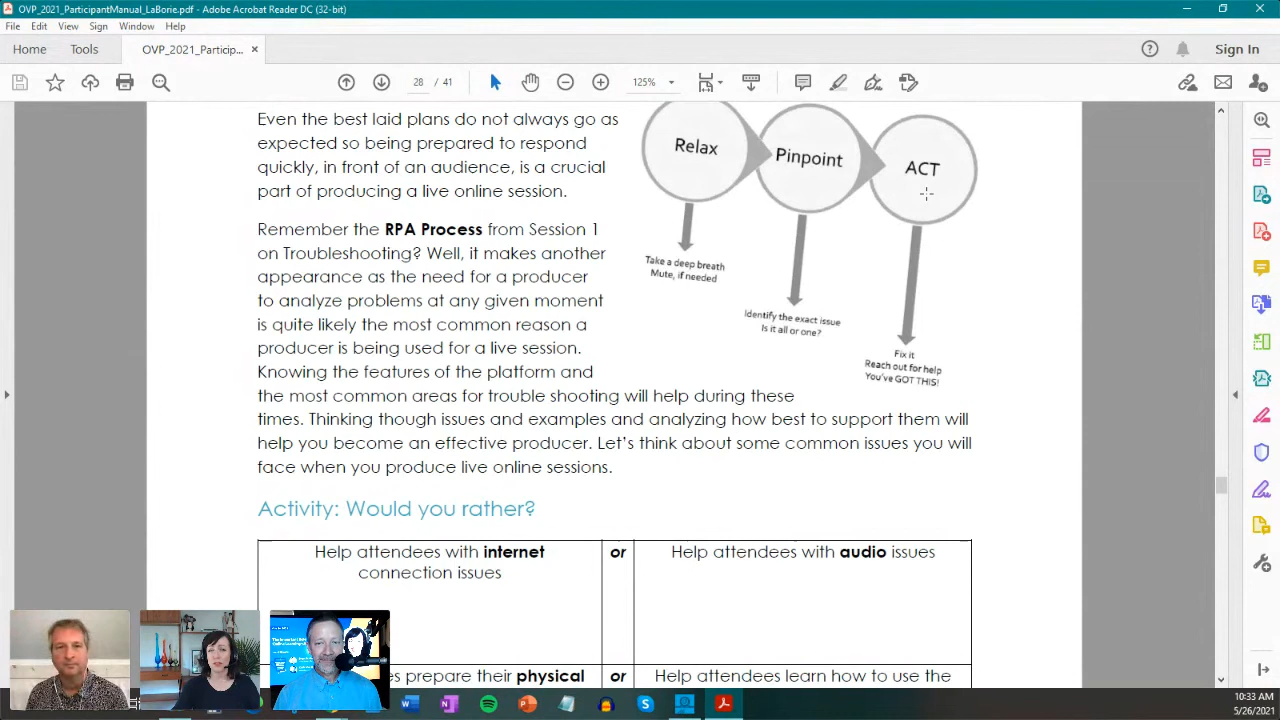 OVP_2021_ParticipantManual_LaBorie.pdf - Adobe Acrobat Reader DC (32-bit)
File Edit View Sign Window Help
Home Tools OVP_2021_Particip... × Sign In
28 / 41 125%
Even the best laid plans do not always go as
expected so being prepared to respond
quickly, in front of an audience, is a crucial
part of producing a live online session.
Remember the RPA Process from Session 1
on Troubleshooting? Well, it makes another
appearance as the need for a producer
to analyze problems at any given moment
is quite likely the most common reason a
producer is being used for a live session.
Knowing the features of the platform and
the most common areas for trouble shooting will help during these
times. Thinking though issues and examples and analyzing how best to support them will
help you become an effective producer. Let's think about some common issues you will
face when you produce live online sessions.
Relax
Pinpoint
ACT
Take a deep breath
Mute, if needed
Identify the exact issue
Is it all or one?
Fix it
Reach out for help
You've GOT THIS!
Activity: Would you rather?
Help attendees with internet
connection issues
or
Help attendees with audio issues
es prepare their physical
or
Help attendees learn how to use the
10:33 AM
5/26/2021